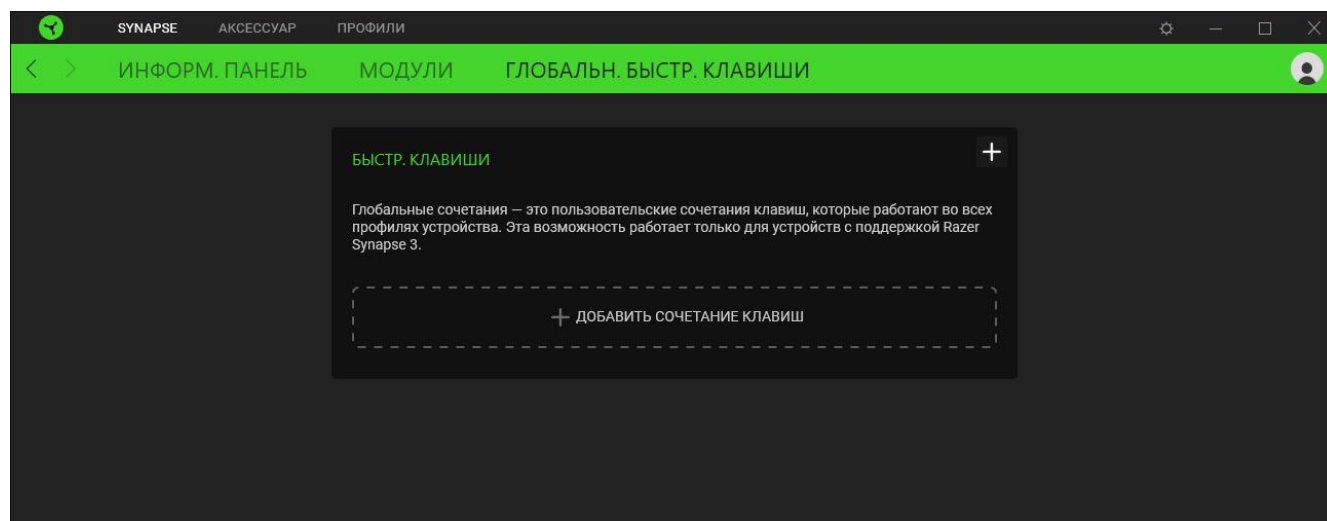 SYNAPSE АКСЕССУАР ПРОФИЛИ
ИНФОРМ. ПАНЕЛЬ МОДУЛИ ГЛОБАЛЬН. БЫСТР. КЛАВИШИ
БЫСТР. КЛАВИШИ
Глобальные сочетания — это пользовательские сочетания клавиш, которые работают во всех
профилях устройства. Эта возможность работает только для устройств с поддержкой Razer
Synapse 3.
ДОБАВИТЬ СОЧЕТАНИЕ КЛАВИШ